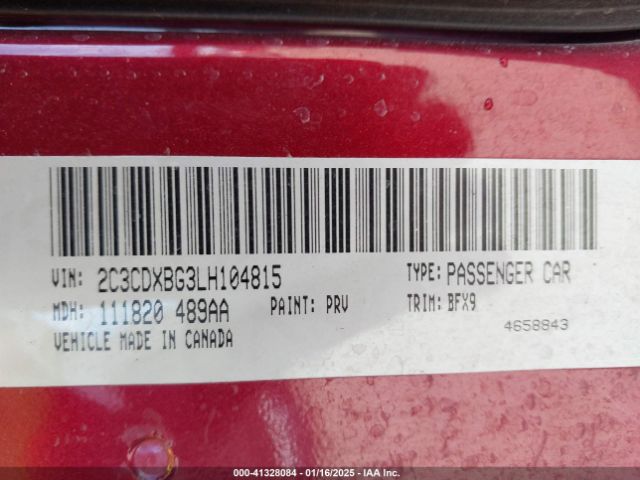 VIN: 2C3CDXBG3LH104815 TYPE: PASSENGER CAR
MDH: 111820 489AA PAINT: PRV TRIM: BFX9
4658843
VEHICLE MADE IN CANADA
000-41328084 — 01/16/2025 — IAA Inc.